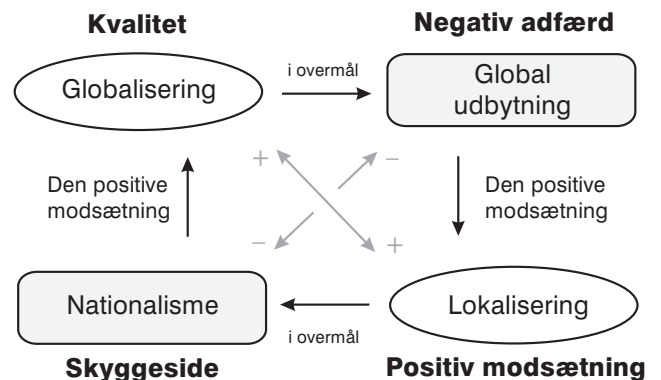 Kvalitet
Negativ adfærd
Globalisering
i overmål
Global
udbytning
+
–
Den positive
modsætning
Den positive
modsætning
–
+
Nationalisme
i overmål
Lokalisering
Skyggeside
Positiv modsætning